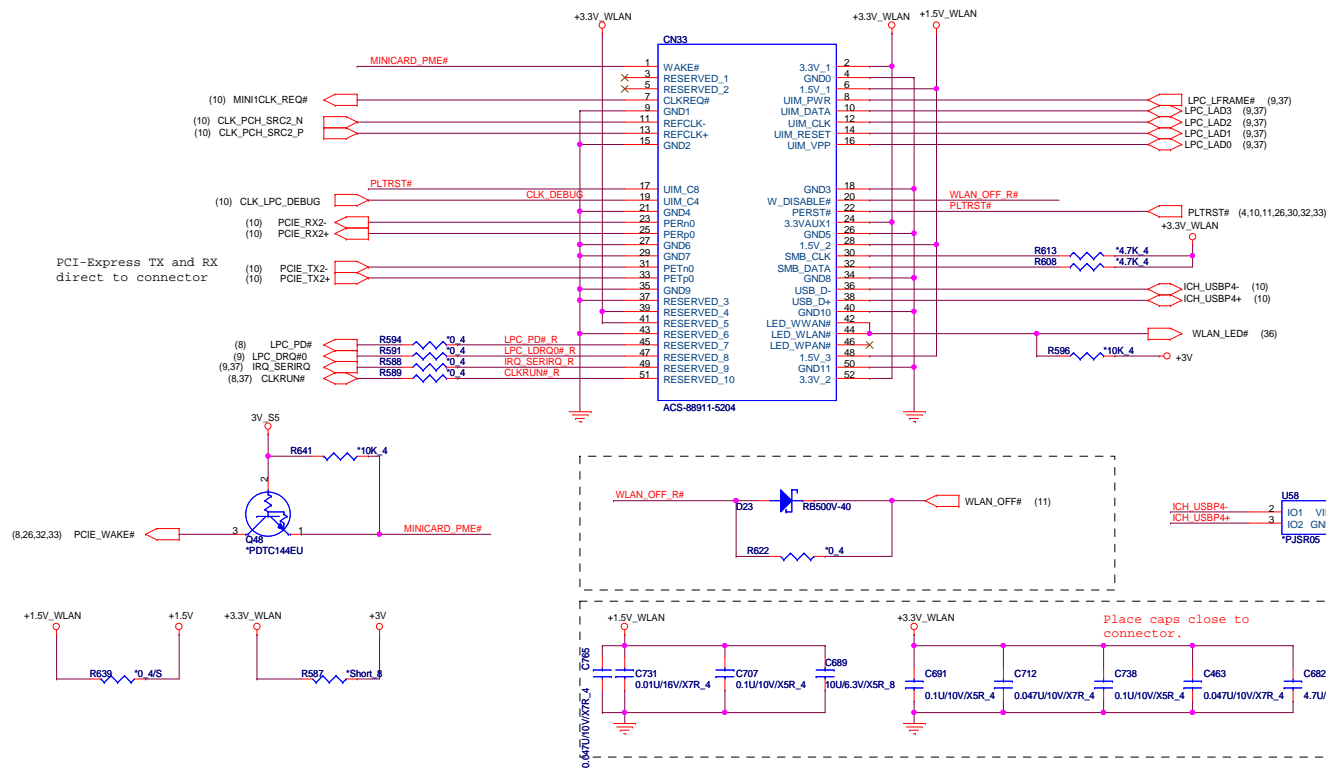 +3.3V_WLAN
+3.3V_WLAN
+1.5V_WLAN
CN33
MINICARD_PME#
1 WAKE# 3.3V_1 2
3 RESERVED_1 GND0 4
5 RESERVED_2 1.5V_1 6
(10) MINI1CLK_REQ# 7 CLKREQ# UIM_PWR 8 LPC_LFRAME# (9,37)
9 GND1 UIM_DATA 10 LPC_LAD3 (9,37)
(10) CLK_PCH_SRC2_N 11 REFCLK- UIM_CLK 12 LPC_LAD2 (9,37)
(10) CLK_PCH_SRC2_P 13 REFCLK+ UIM_RESET 14 LPC_LAD1 (9,37)
15 GND2 UIM_VPP 16 LPC_LAD0 (9,37)
PLTRST# 17 UIM_C8 GND3 18
(10) CLK_LPC_DEBUG CLK_DEBUG 19 UIM_C4 W_DISABLE# 20 WLAN_OFF_R#
21 GND4 PERST# 22 PLTRST# PLTRST# (4,10,11,26,30,32,33)
(10) PCIE_RX2- 23 PERn0 3.3VAUX1 24
(10) PCIE_RX2+ 25 PERp0 GND5 26
+3.3V_WLAN
27 GND6 1.5V_2 28
29 GND7 SMB_CLK 30 R613 *4.7K_4
PCI-Express TX and RX
direct to connector
(10) PCIE_TX2- 31 PETn0 SMB_DATA 32 R608 *4.7K_4
(10) PCIE_TX2+ 33 PETp0 GND8 34
35 GND9 USB_D- 36 ICH_USBP4- (10)
37 RESERVED_3 USB_D+ 38 ICH_USBP4+ (10)
39 RESERVED_4 GND10 40
41 RESERVED_5 LED_WWAN# 42
43 RESERVED_6 LED_WLAN# 44 WLAN_LED# (36)
(8) LPC_PD# R594 *0_4 LPC_PD#_R 45 RESERVED_7 LED_WPAN# 46
(9) LPC_DRQ#0 R591 *0_4 LPC_LDRQ0#_R 47 RESERVED_8 1.5V_3 48 R596 *10K_4 +3V
(9,37) IRQ_SERIRQ R588 *0_4 IRQ_SERIRQ_R 49 RESERVED_9 GND11 50
(8,37) CLKRUN# R589 *0_4 CLKRUN#_R 51 RESERVED_10 3.3V_2 52
ACS-88911-5204
3V_S5
R641 *10K_4
2
(8,26,32,33) PCIE_WAKE# 3 1 MINICARD_PME#
Q48
*PDTC144EU
WLAN_OFF_R# D23 RB500V-40 WLAN_OFF# (11)
R622 *0_4
U58
ICH_USBP4- 2 IO1
ICH_USBP4+ 3 IO2
*PJSR05
+1.5V_WLAN +1.5V
R639 *0_4/S
+3.3V_WLAN +3V
R587 *Short_8
+1.5V_WLAN
C765
0.047U/10V/X7R_4
C731
0.01U/16V/X7R_4
C707
0.1U/10V/X5R_4
C689
10U/6.3V/X5R_8
+3.3V_WLAN
Place caps close to
connector.
C691
0.1U/10V/X5R_4
C712
0.047U/10V/X7R_4
C738
0.1U/10V/X5R_4
C463
0.047U/10V/X7R_4
C682